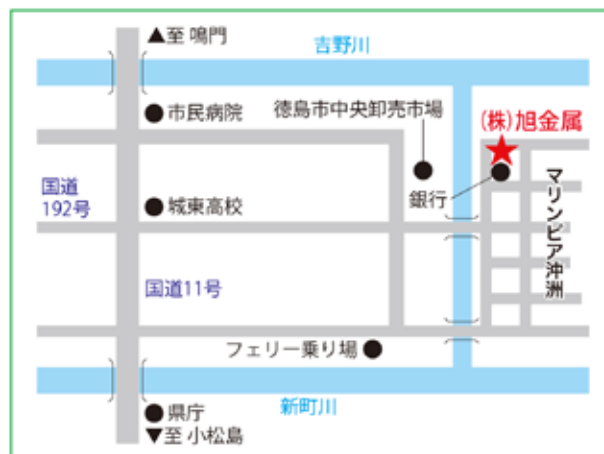 ▲至 鳴門
吉野川
市民病院
徳島市中央卸売市場
(株)旭金属
国道
192号
城東高校
銀行
マリンピア沖洲
国道11号
フェリー乗り場
新町川
県庁
▼至 小松島